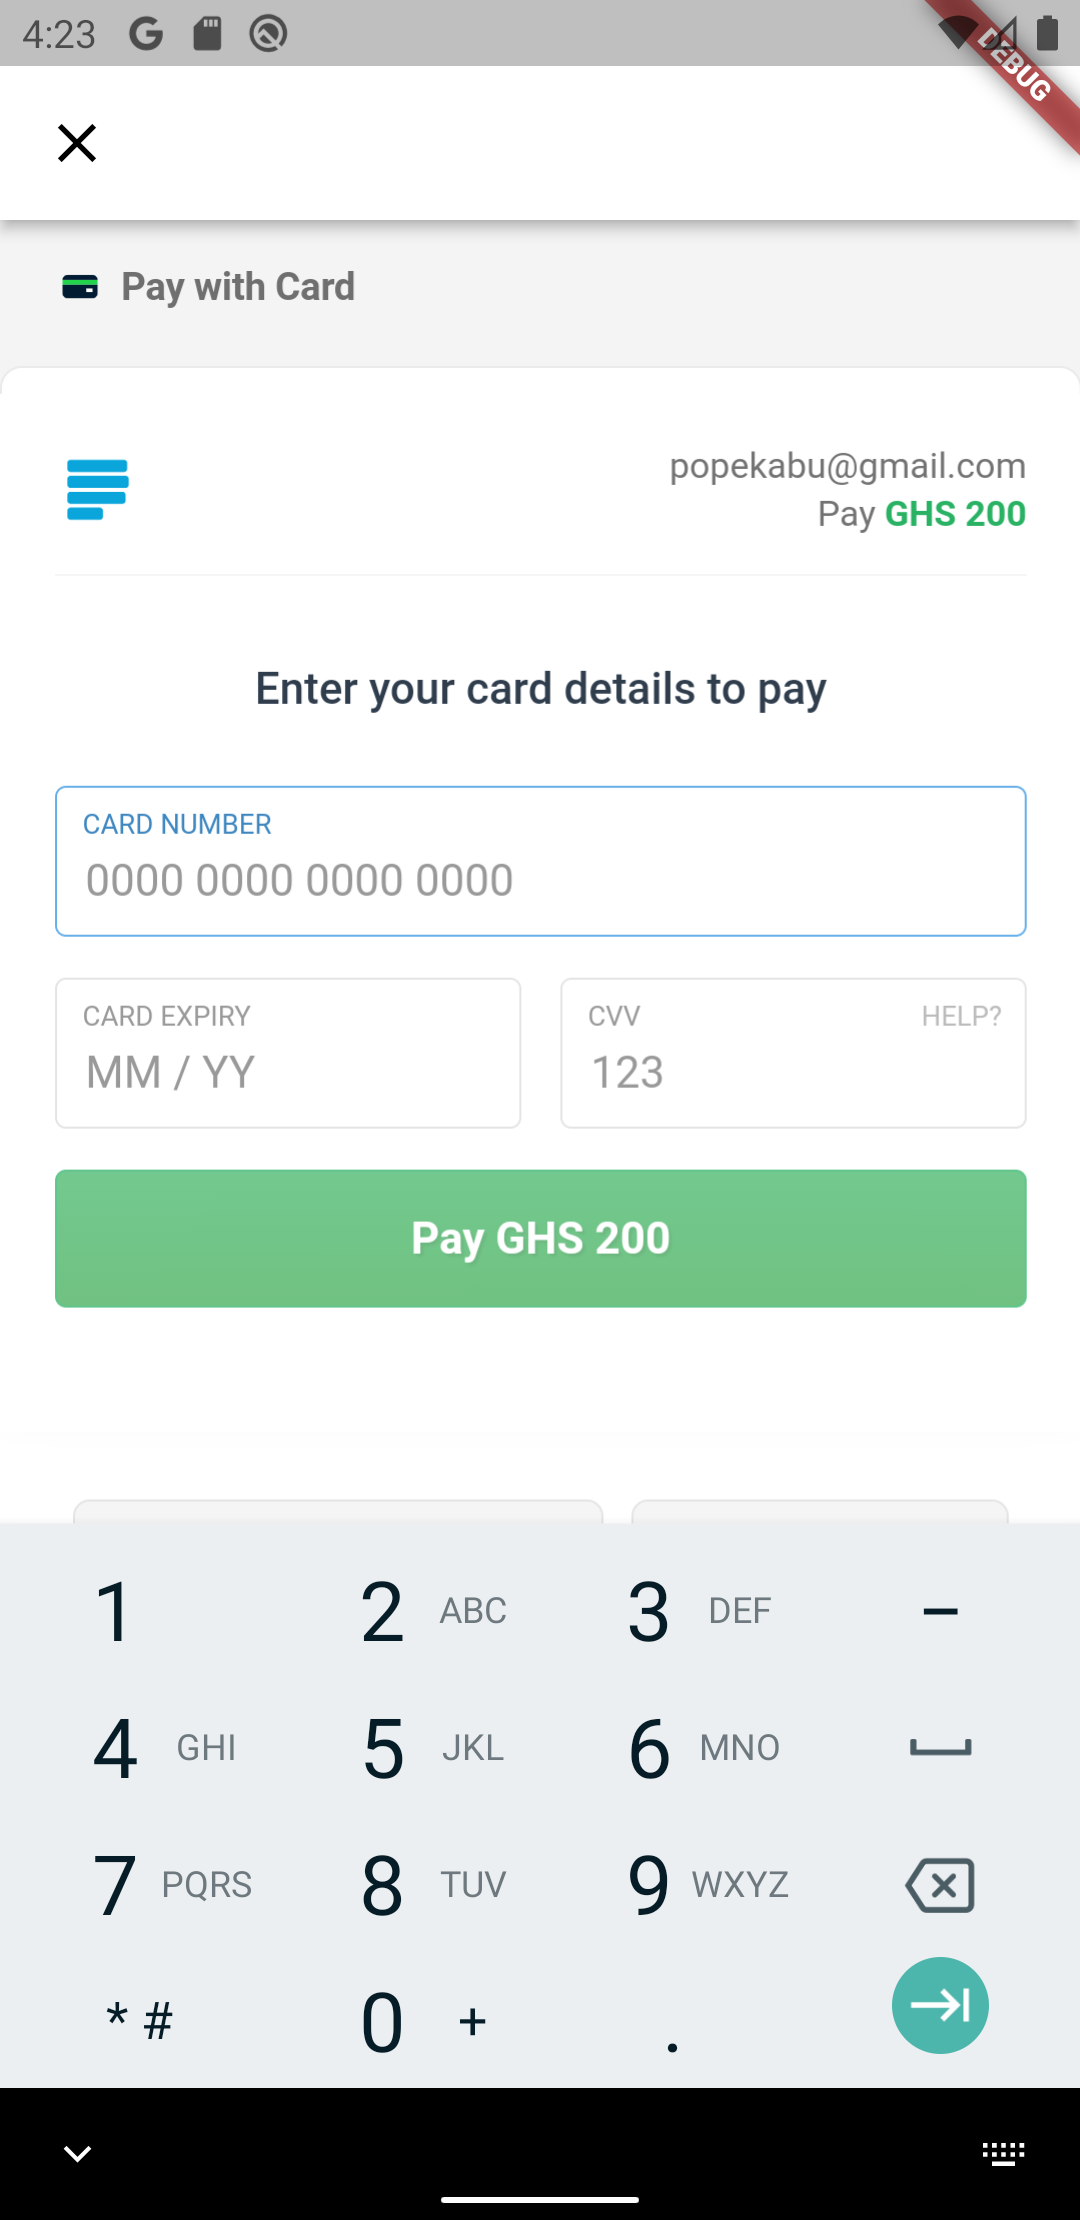 4:23
DEBUG
Pay with Card
popekabu@gmail.com
Pay GHS 200
Enter your card details to pay
CARD NUMBER
0000 0000 0000 0000
CARD EXPIRY
MM / YY
CVV
HELP?
123
Pay GHS 200
1 2 ABC 3 DEF –
4 GHI 5 JKL 6 MNO
7 PQRS 8 TUV 9 WXYZ
* # 0 + .